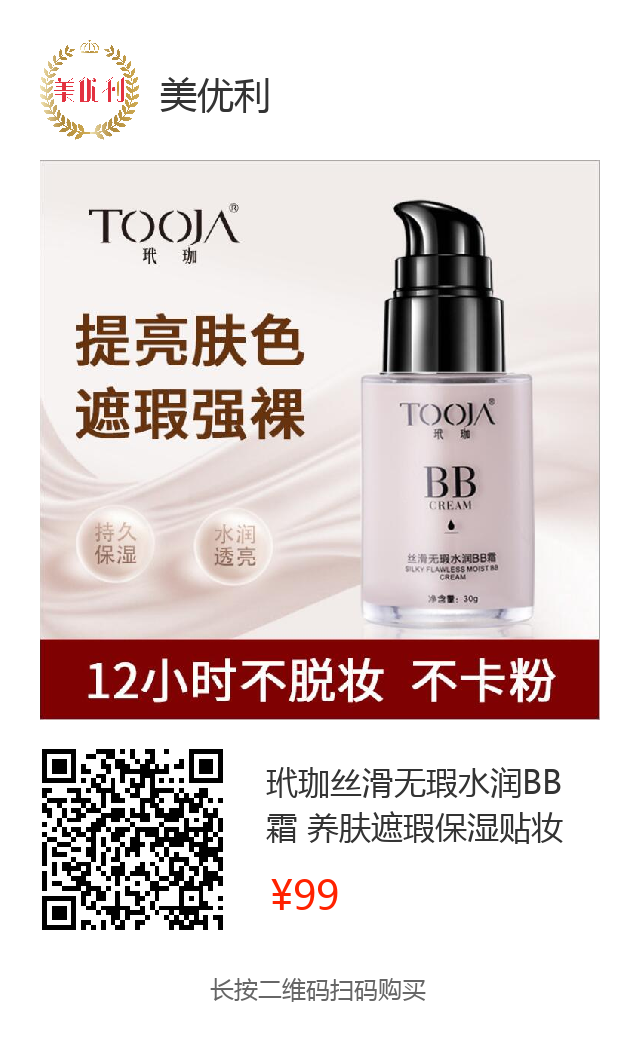 美优利
美优利
TOOJA®
玳珈
提亮肤色
遮瑕强裸
持久
保湿
水润
透亮
TOOJA®
玳珈
BB
CREAM
丝滑无瑕水润BB霜
SILKY FLAWLESS MOIST BB
CREAM
净含量：30g
12小时不脱妆 不卡粉
玳珈丝滑无瑕水润BB
霜 养肤遮瑕保湿贴妆
¥99
长按二维码扫码购买